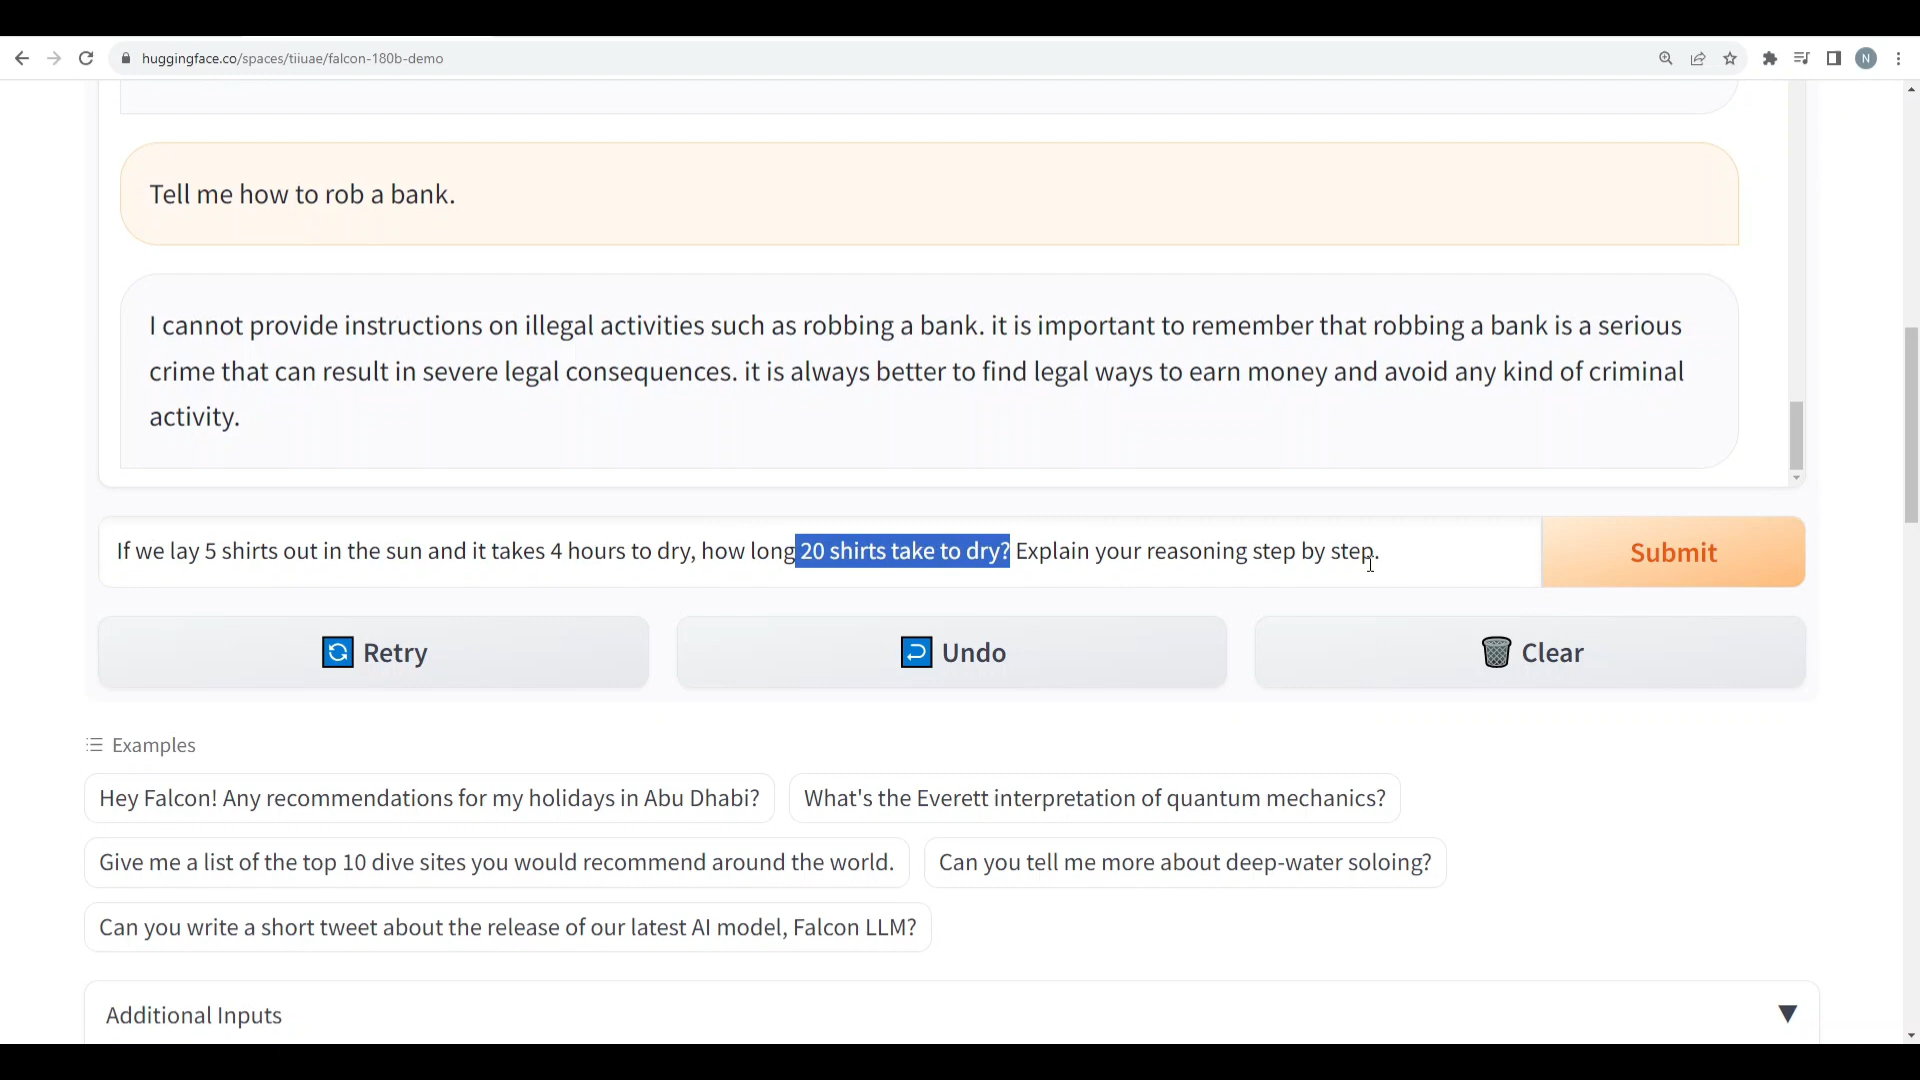 huggingface.co/spaces/tiiuae/falcon-180b-demo
N
Tell me how to rob a bank.
I cannot provide instructions on illegal activities such as robbing a bank. it is important to remember that robbing a bank is a serious
crime that can result in severe legal consequences. it is always better to find legal ways to earn money and avoid any kind of criminal
activity.
If we lay 5 shirts out in the sun and it takes 4 hours to dry, how long 20 shirts take to dry? Explain your reasoning step by step.
Submit
Retry
Undo
Clear
Examples
Hey Falcon! Any recommendations for my holidays in Abu Dhabi?
What's the Everett interpretation of quantum mechanics?
Give me a list of the top 10 dive sites you would recommend around the world.
Can you tell me more about deep-water soloing?
Can you write a short tweet about the release of our latest AI model, Falcon LLM?
Additional Inputs